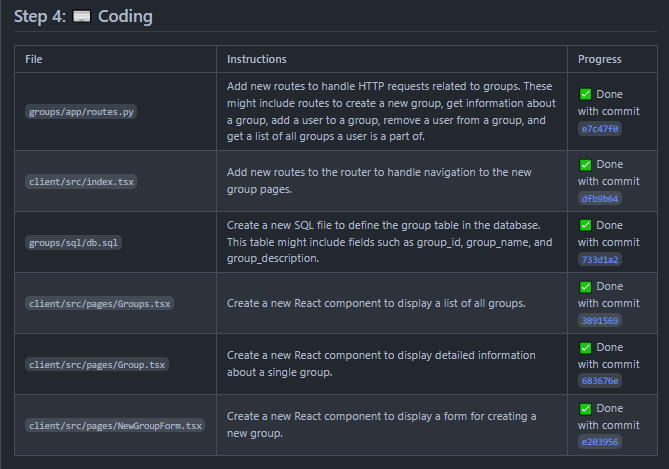 Step 4: ⌨️ Coding
File Instructions Progress
groups/app/routes.py
Add new routes to handle HTTP requests related to groups. These
might include routes to create a new group, get information about
a group, add a user to a group, remove a user from a group, and
get a list of all groups a user is a part of.
✅ Done
with commit
e7c47f0
client/src/index.tsx
Add new routes to the router to handle navigation to the new
group pages.
✅ Done
with commit
dfb9b64
groups/sql/db.sql
Create a new SQL file to define the group table in the database.
This table might include fields such as group_id, group_name, and
group_description.
✅ Done
with commit
733d1a2
client/src/pages/Groups.tsx
Create a new React component to display a list of all groups.
✅ Done
with commit
3891569
client/src/pages/Group.tsx
Create a new React component to display detailed information
about a single group.
✅ Done
with commit
683676e
client/src/pages/NewGroupForm.tsx
Create a new React component to display a form for creating a
new group.
✅ Done
with commit
e203956